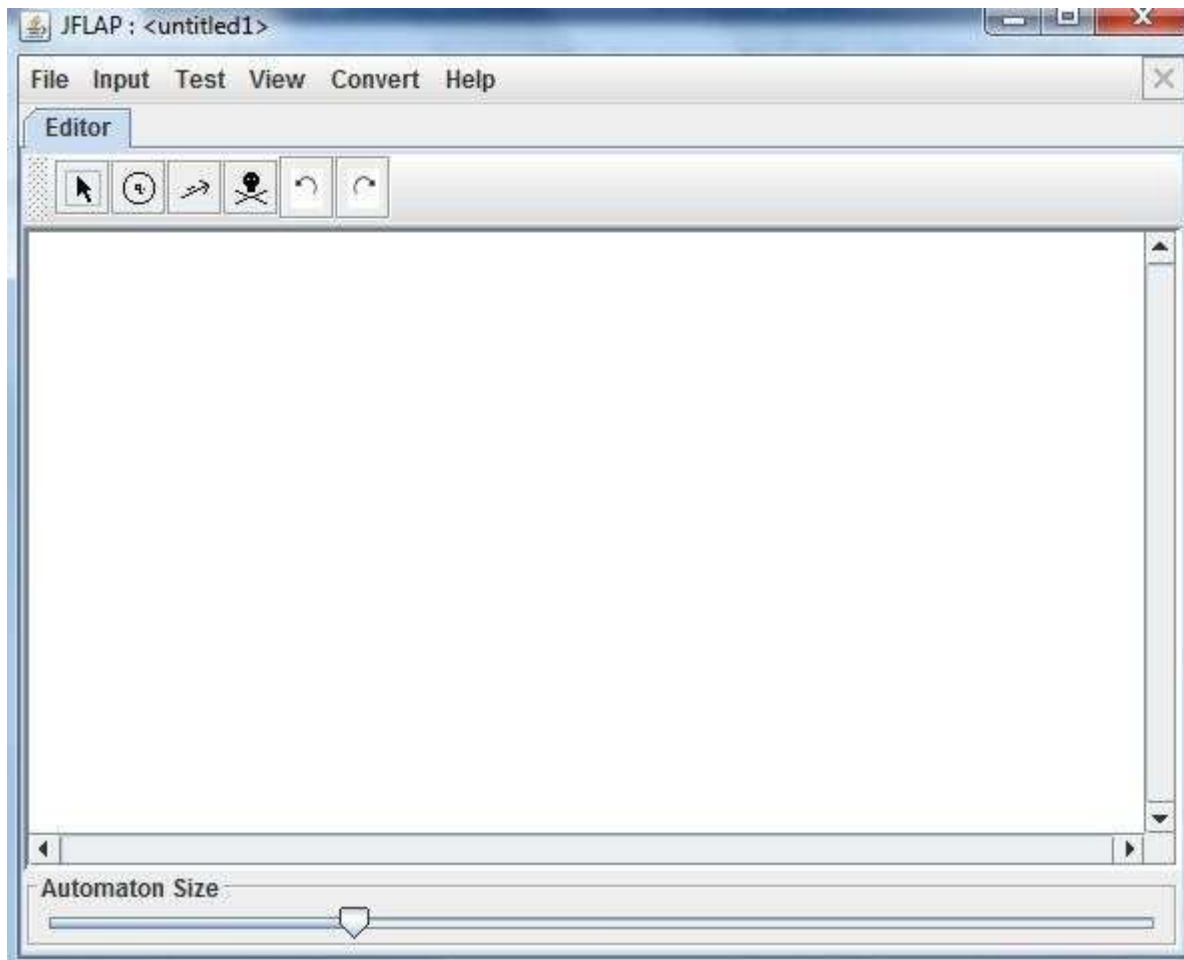 JFLAP : <untitled1>
File Input Test View Convert Help
Editor
q
Automaton Size